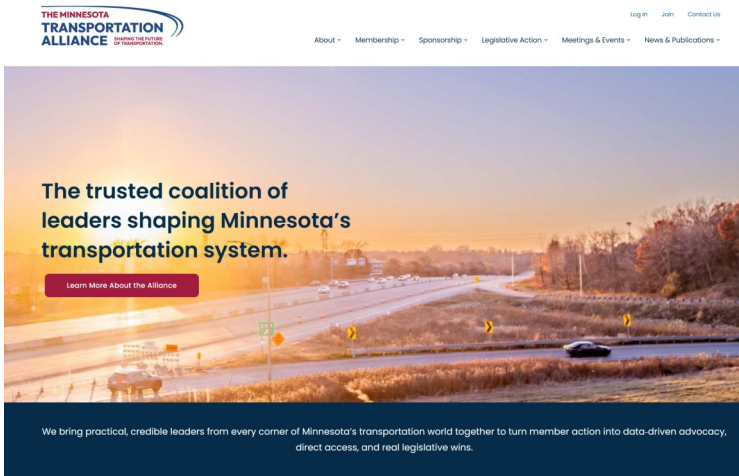 THE MINNESOTA
TRANSPORTATION
ALLIANCE SHAPING THE FUTURE
OF TRANSPORTATION.
Log in Join Contact Us
About Membership Sponsorship Legislative Action Meetings & Events News & Publications
The trusted coalition of
leaders shaping Minnesota's
transportation system.
Learn More About the Alliance
We bring practical, credible leaders from every corner of Minnesota's transportation world together to turn member action into data-driven advocacy,
direct access, and real legislative wins.